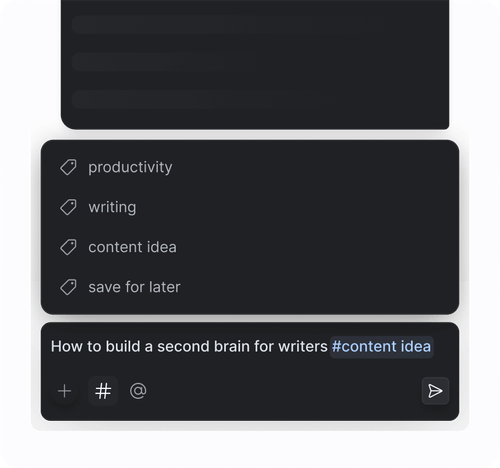 productivity
writing
content idea
save for later
How to build a second brain for writers #content idea